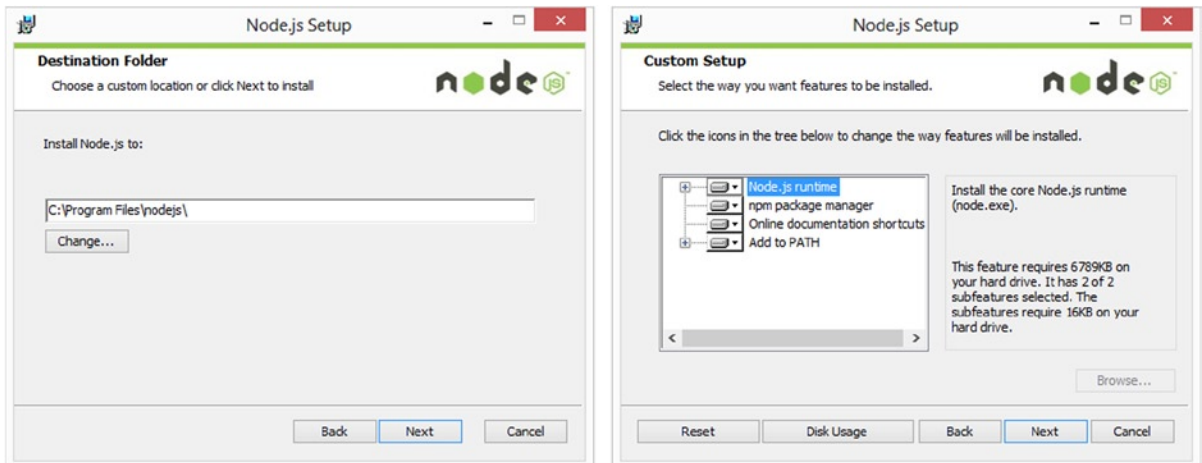 Node.js Setup
Destination Folder
Choose a custom location or click Next to install
node
JS
Install Node.js to:
C:\Program Files\nodejs\
Change...
Back
Next
Cancel
Node.js Setup
Custom Setup
Select the way you want features to be installed.
node
JS
Click the icons in the tree below to change the way features will be installed.
Node.js runtime
npm package manager
Online documentation shortcuts
Add to PATH
Install the core Node.js runtime
(node.exe).
This feature requires 6789KB on
your hard drive. It has 2 of 2
subfeatures selected. The
subfeatures require 16KB on your
hard drive.
Browse...
Reset
Disk Usage
Back
Next
Cancel